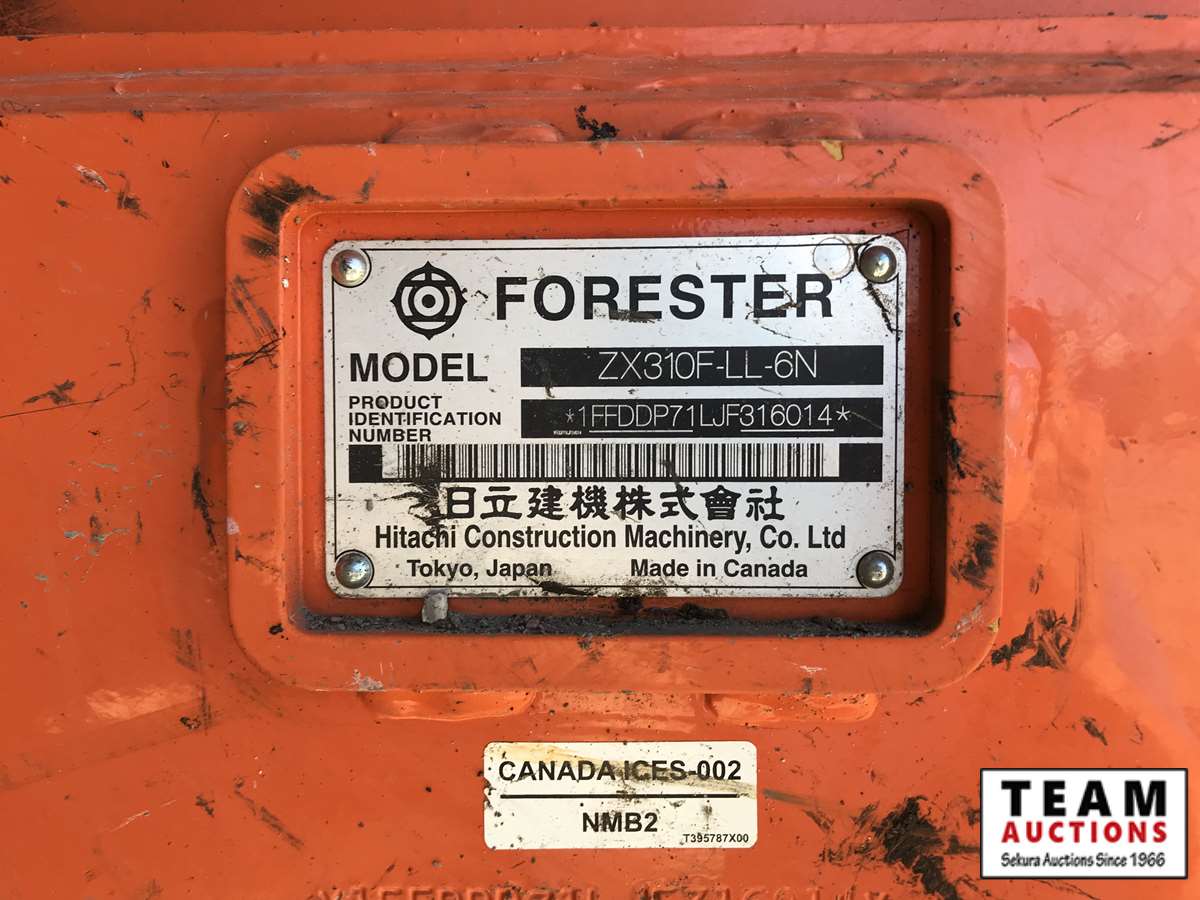 FORESTER
MODEL ZX310F-LL-6N
PRODUCT
IDENTIFICATION
NUMBER
*1FFDDP71LJF316014*
日立建機株式會社
Hitachi Construction Machinery, Co. Ltd
Tokyo, Japan Made in Canada
CANADA ICES-002
NMB2
T395787X00
TEAM
AUCTIONS
Sekura Auctions Since 1966